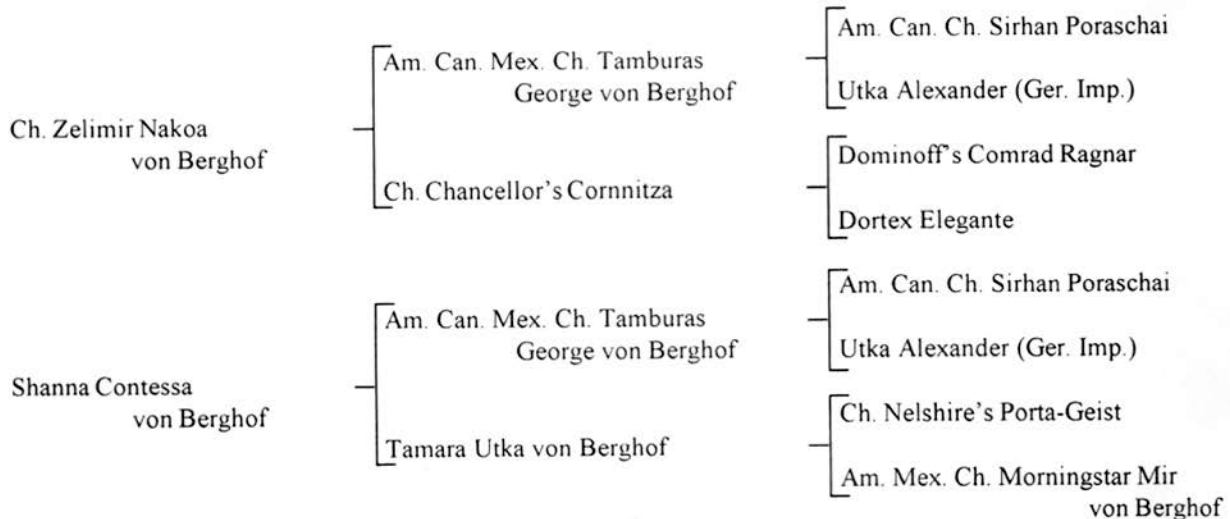 Am. Can. Ch. Sirhan Poraschai
Am. Can. Mex. Ch. Tamburas
George von Berghof
Utka Alexander (Ger. Imp.)
Ch. Zelimir Nakoa
von Berghof
Dominoff's Comrad Ragnar
Ch. Chancellor's Cornnitza
Dortex Elegante
Am. Can. Ch. Sirhan Poraschai
Am. Can. Mex. Ch. Tamburas
George von Berghof
Utka Alexander (Ger. Imp.)
Shanna Contessa
von Berghof
Ch. Nelshire's Porta-Geist
Tamara Utka von Berghof
Am. Mex. Ch. Morningstar Mir
von Berghof